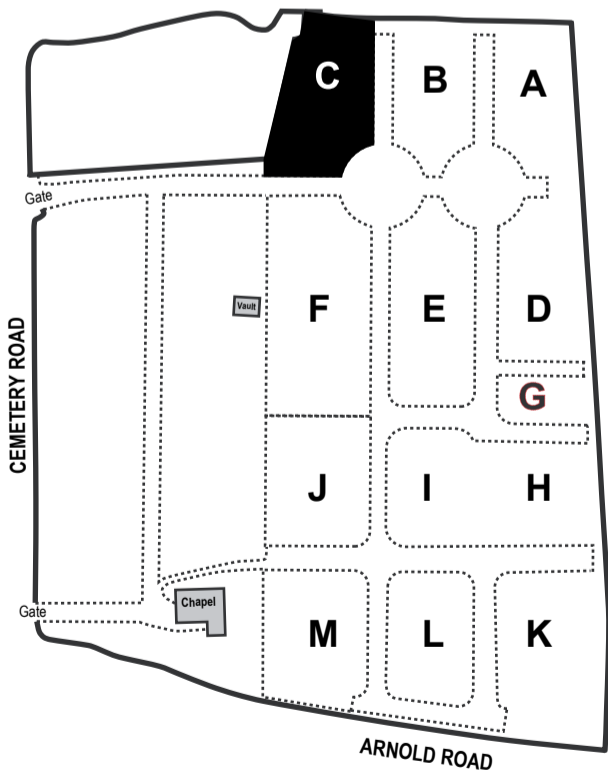 C
B
A
Gate
Vault
F
E
D
G
CEMETERY ROAD
J
I
H
Chapel
Gate
M
L
K
ARNOLD ROAD